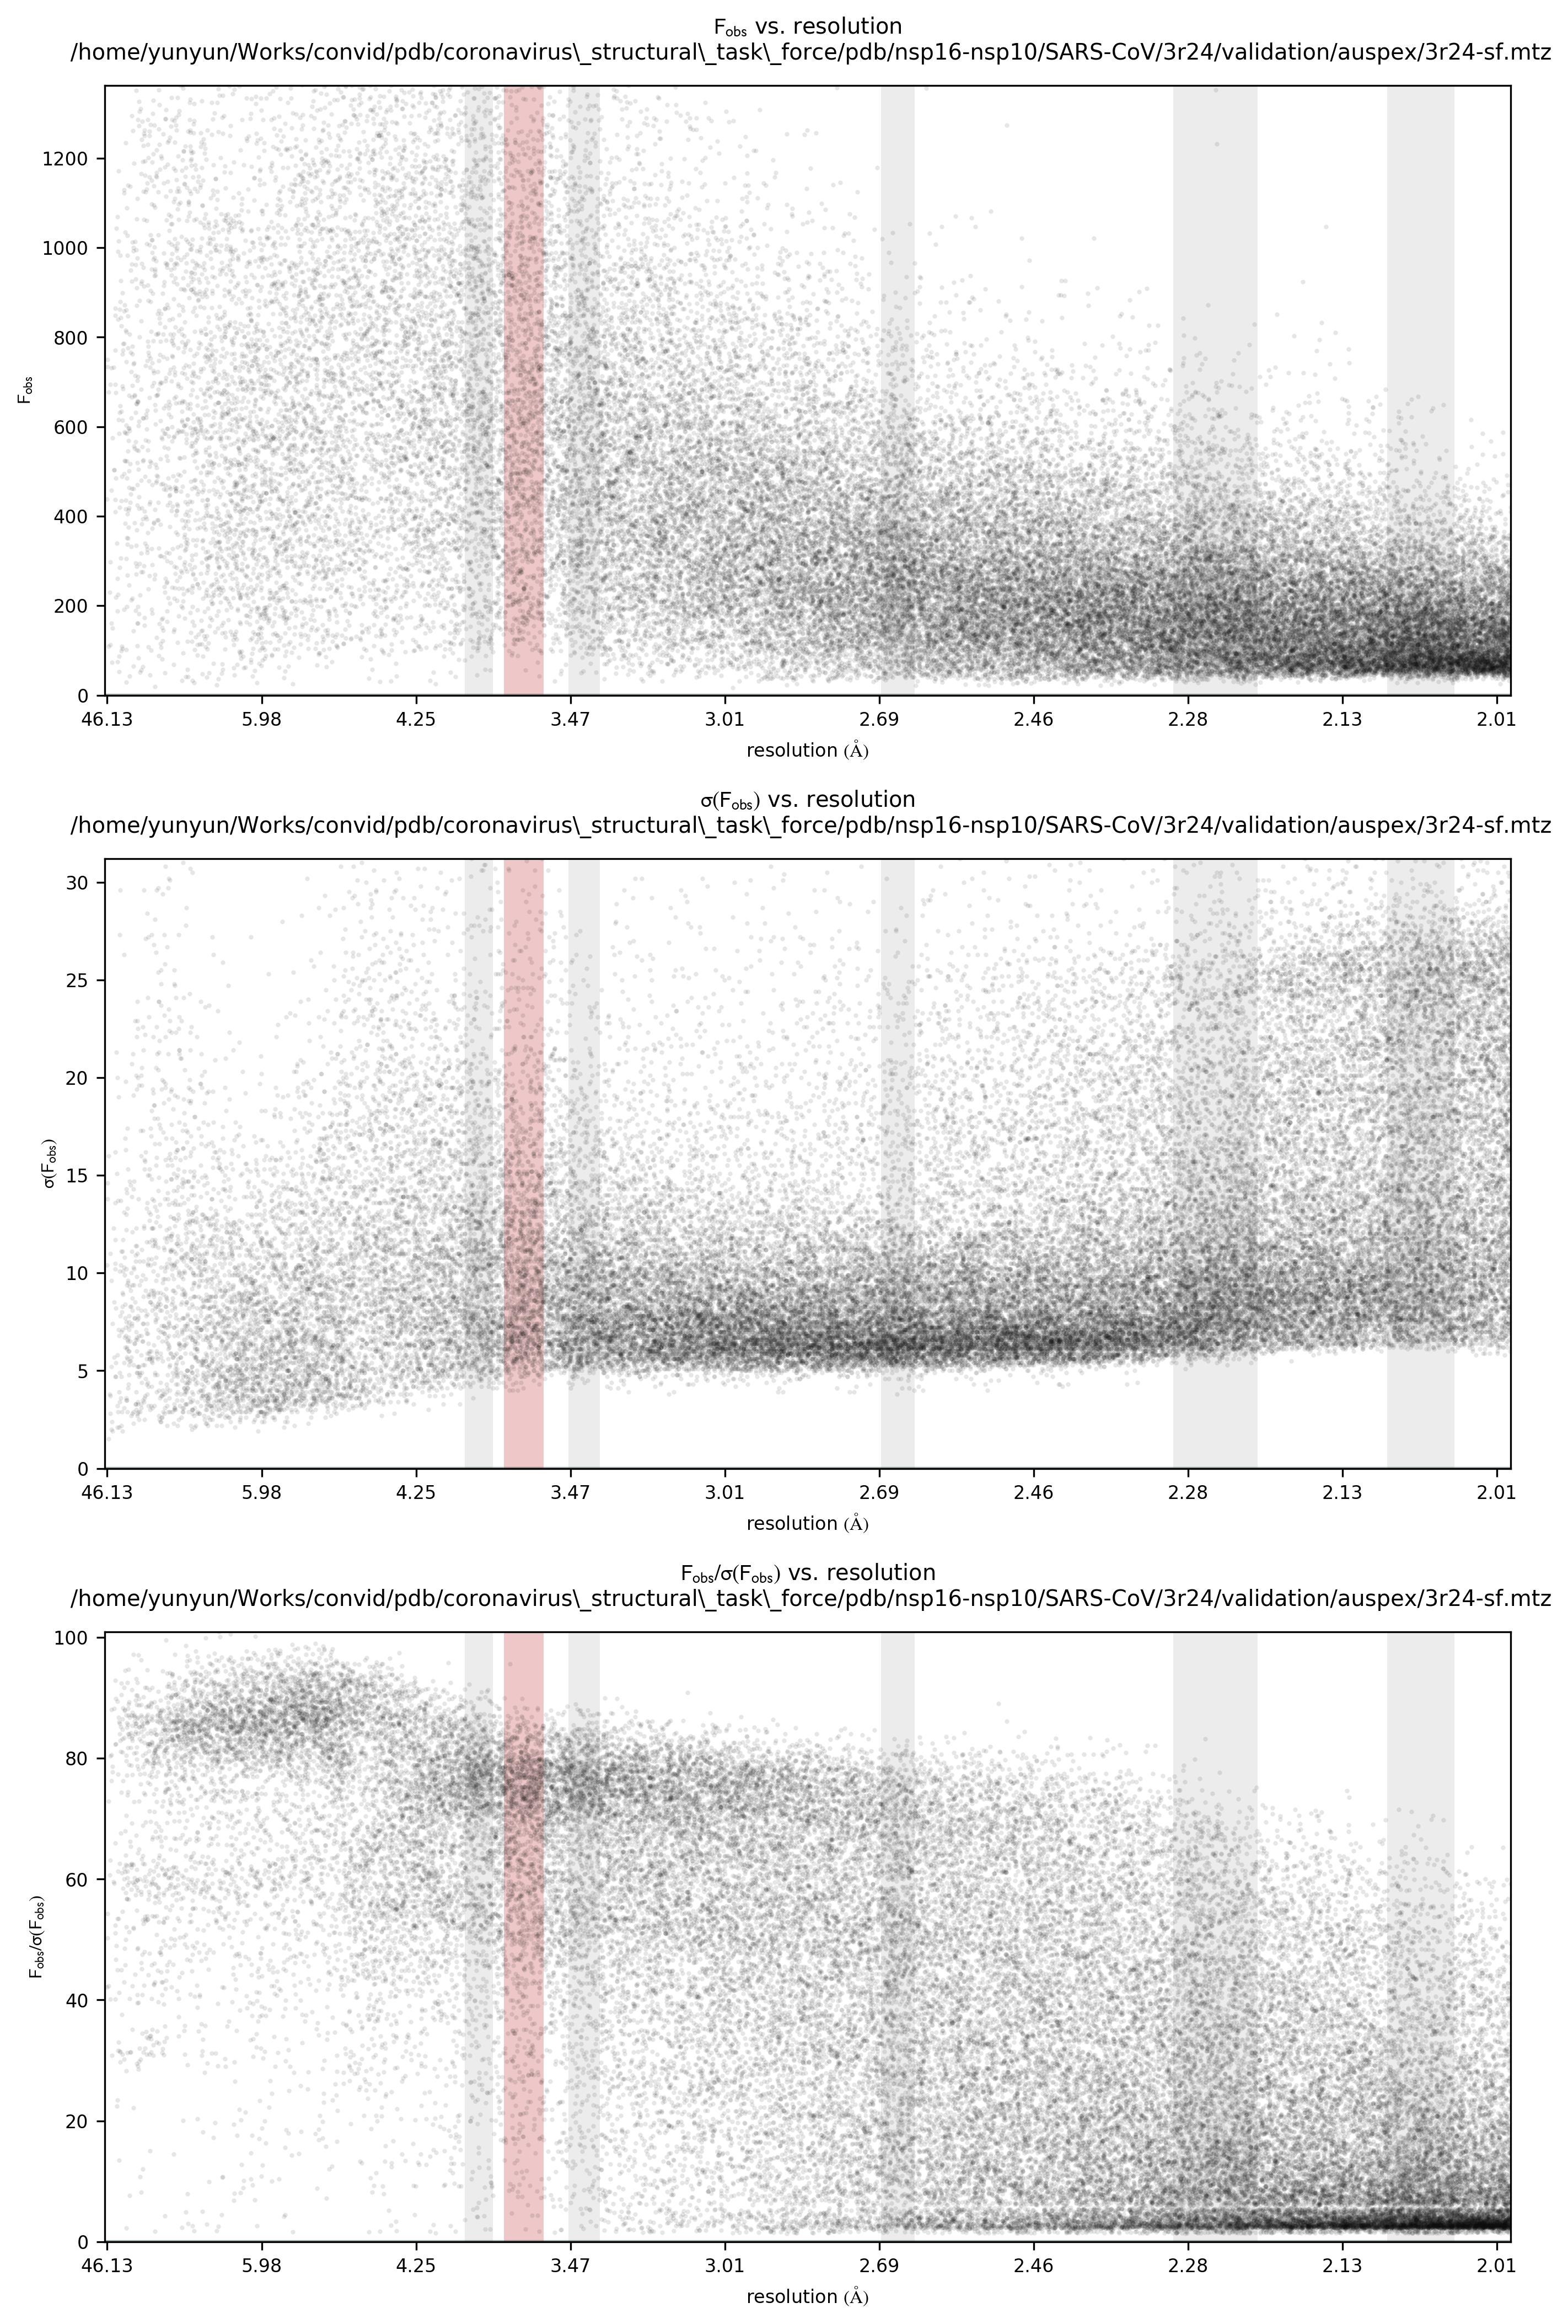 Fobs vs. resolution
/home/yunyun/Works/convid/pdb/coronavirus\_structural\_task\_force/pdb/nsp16-nsp10/SARS-CoV/3r24/validation/auspex/3r24-sf.mtz
1200
1000
800
600
400
200
0
Fobs
46.13 5.98 4.25 3.47 3.01 2.69 2.46 2.28 2.13 2.01
resolution (Å)
σ(Fobs) vs. resolution
/home/yunyun/Works/convid/pdb/coronavirus\_structural\_task\_force/pdb/nsp16-nsp10/SARS-CoV/3r24/validation/auspex/3r24-sf.mtz
30
25
20
15
10
5
0
σ(Fobs)
46.13 5.98 4.25 3.47 3.01 2.69 2.46 2.28 2.13 2.01
resolution (Å)
Fobs/σ(Fobs) vs. resolution
/home/yunyun/Works/convid/pdb/coronavirus\_structural\_task\_force/pdb/nsp16-nsp10/SARS-CoV/3r24/validation/auspex/3r24-sf.mtz
100
80
60
40
20
0
Fobs/σ(Fobs)
46.13 5.98 4.25 3.47 3.01 2.69 2.46 2.28 2.13 2.01
resolution (Å)